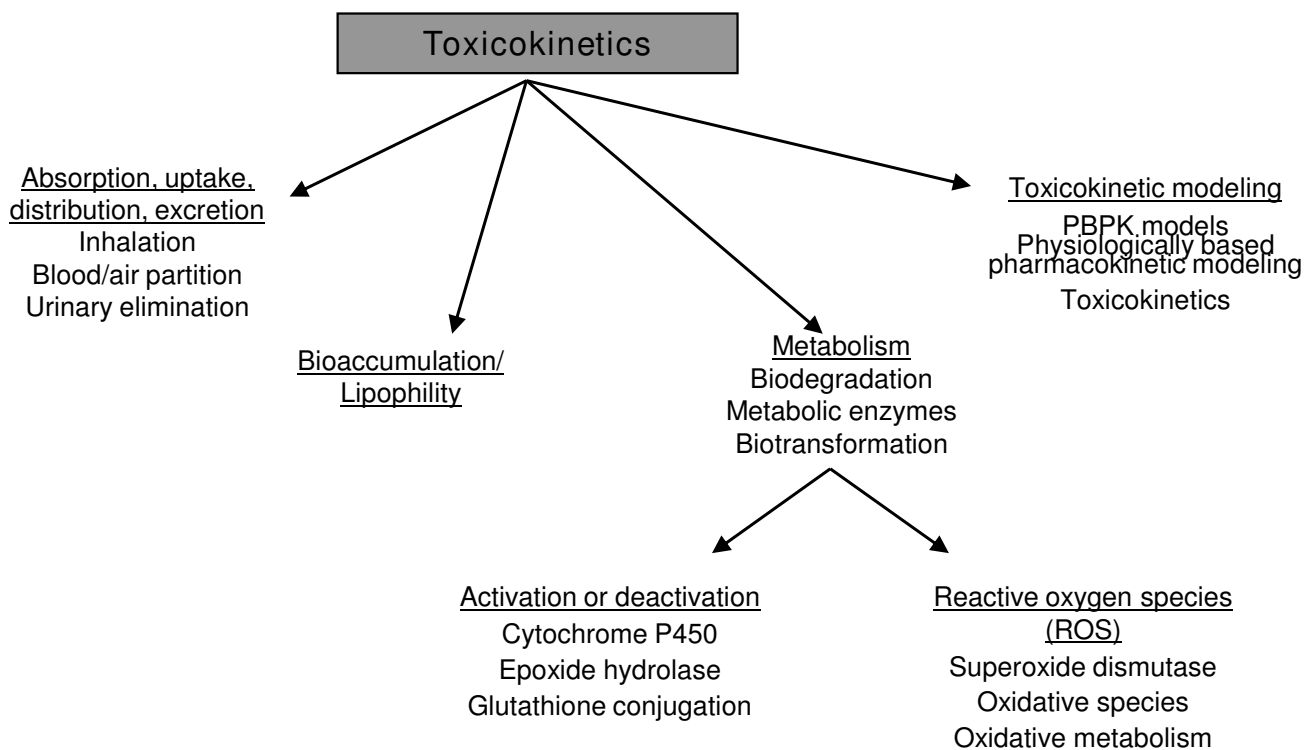 Toxicokinetics
Absorption, uptake,
distribution, excretion
Inhalation
Blood/air partition
Urinary elimination
Bioaccumulation/
Lipophility
Metabolism
Biodegradation
Metabolic enzymes
Biotransformation
Toxicokinetic modeling
PBPK models
Physiologically based
pharmacokinetic modeling
Toxicokinetics
Activation or deactivation
Cytochrome P450
Epoxide hydrolase
Glutathione conjugation
Reactive oxygen species
(ROS)
Superoxide dismutase
Oxidative species
Oxidative metabolism